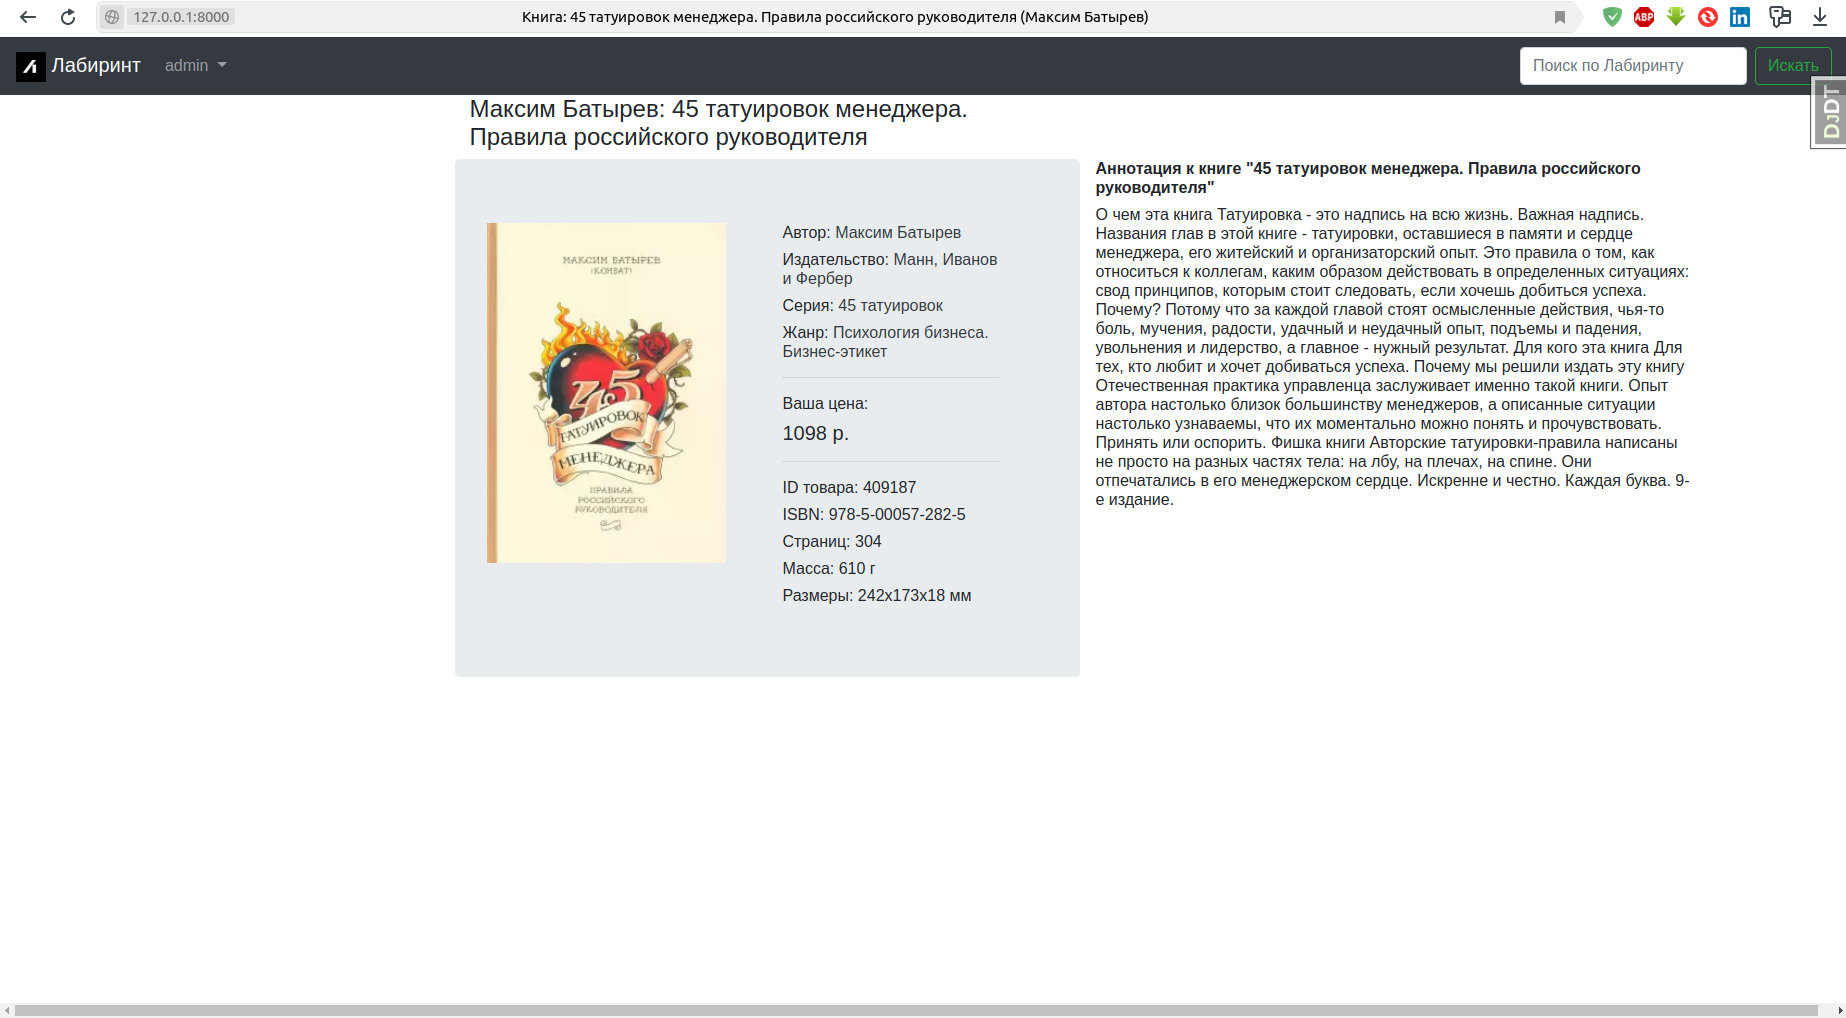 127.0.0.1:8000
Книга: 45 татуировок менеджера. Правила российского руководителя (Максим Батырев)
ABP
in
Лабиринт
admin
Поиск по Лабиринту
Искать
DJDT
Максим Батырев: 45 татуировок менеджера.
Правила российского руководителя
МАКСИМ БАТЫРЕВ
(КОМБАТ)
45
ТАТУИРОВОК
МЕНЕДЖЕРА
ПРАВИЛА
РОССИЙСКОГО
РУКОВОДИТЕЛЯ
Автор: Максим Батырев
Издательство: Манн, Иванов
и Фербер
Серия: 45 татуировок
Жанр: Психология бизнеса.
Бизнес-этикет
Ваша цена:
1098 р.
ID товара: 409187
ISBN: 978-5-00057-282-5
Страниц: 304
Масса: 610 г
Размеры: 242x173x18 мм
Аннотация к книге "45 татуировок менеджера. Правила российского
руководителя"
О чем эта книга Татуировка - это надпись на всю жизнь. Важная надпись.
Названия глав в этой книге - татуировки, оставшиеся в памяти и сердце
менеджера, его житейский и организаторский опыт. Это правила о том, как
относиться к коллегам, каким образом действовать в определенных ситуациях:
свод принципов, которым стоит следовать, если хочешь добиться успеха.
Почему? Потому что за каждой главой стоят осмысленные действия, чья-то
боль, мучения, радости, удачный и неудачный опыт, подъемы и падения,
увольнения и лидерство, а главное - нужный результат. Для кого эта книга Для
тех, кто любит и хочет добиваться успеха. Почему мы решили издать эту книгу
Отечественная практика управленца заслуживает именно такой книги. Опыт
автора настолько близок большинству менеджеров, а описанные ситуации
настолько узнаваемы, что их моментально можно понять и прочувствовать.
Принять или оспорить. Фишка книги Авторские татуировки-правила написаны
не просто на разных частях тела: на лбу, на плечах, на спине. Они
отпечатались в его менеджерском сердце. Искренне и честно. Каждая буква. 9-
е издание.